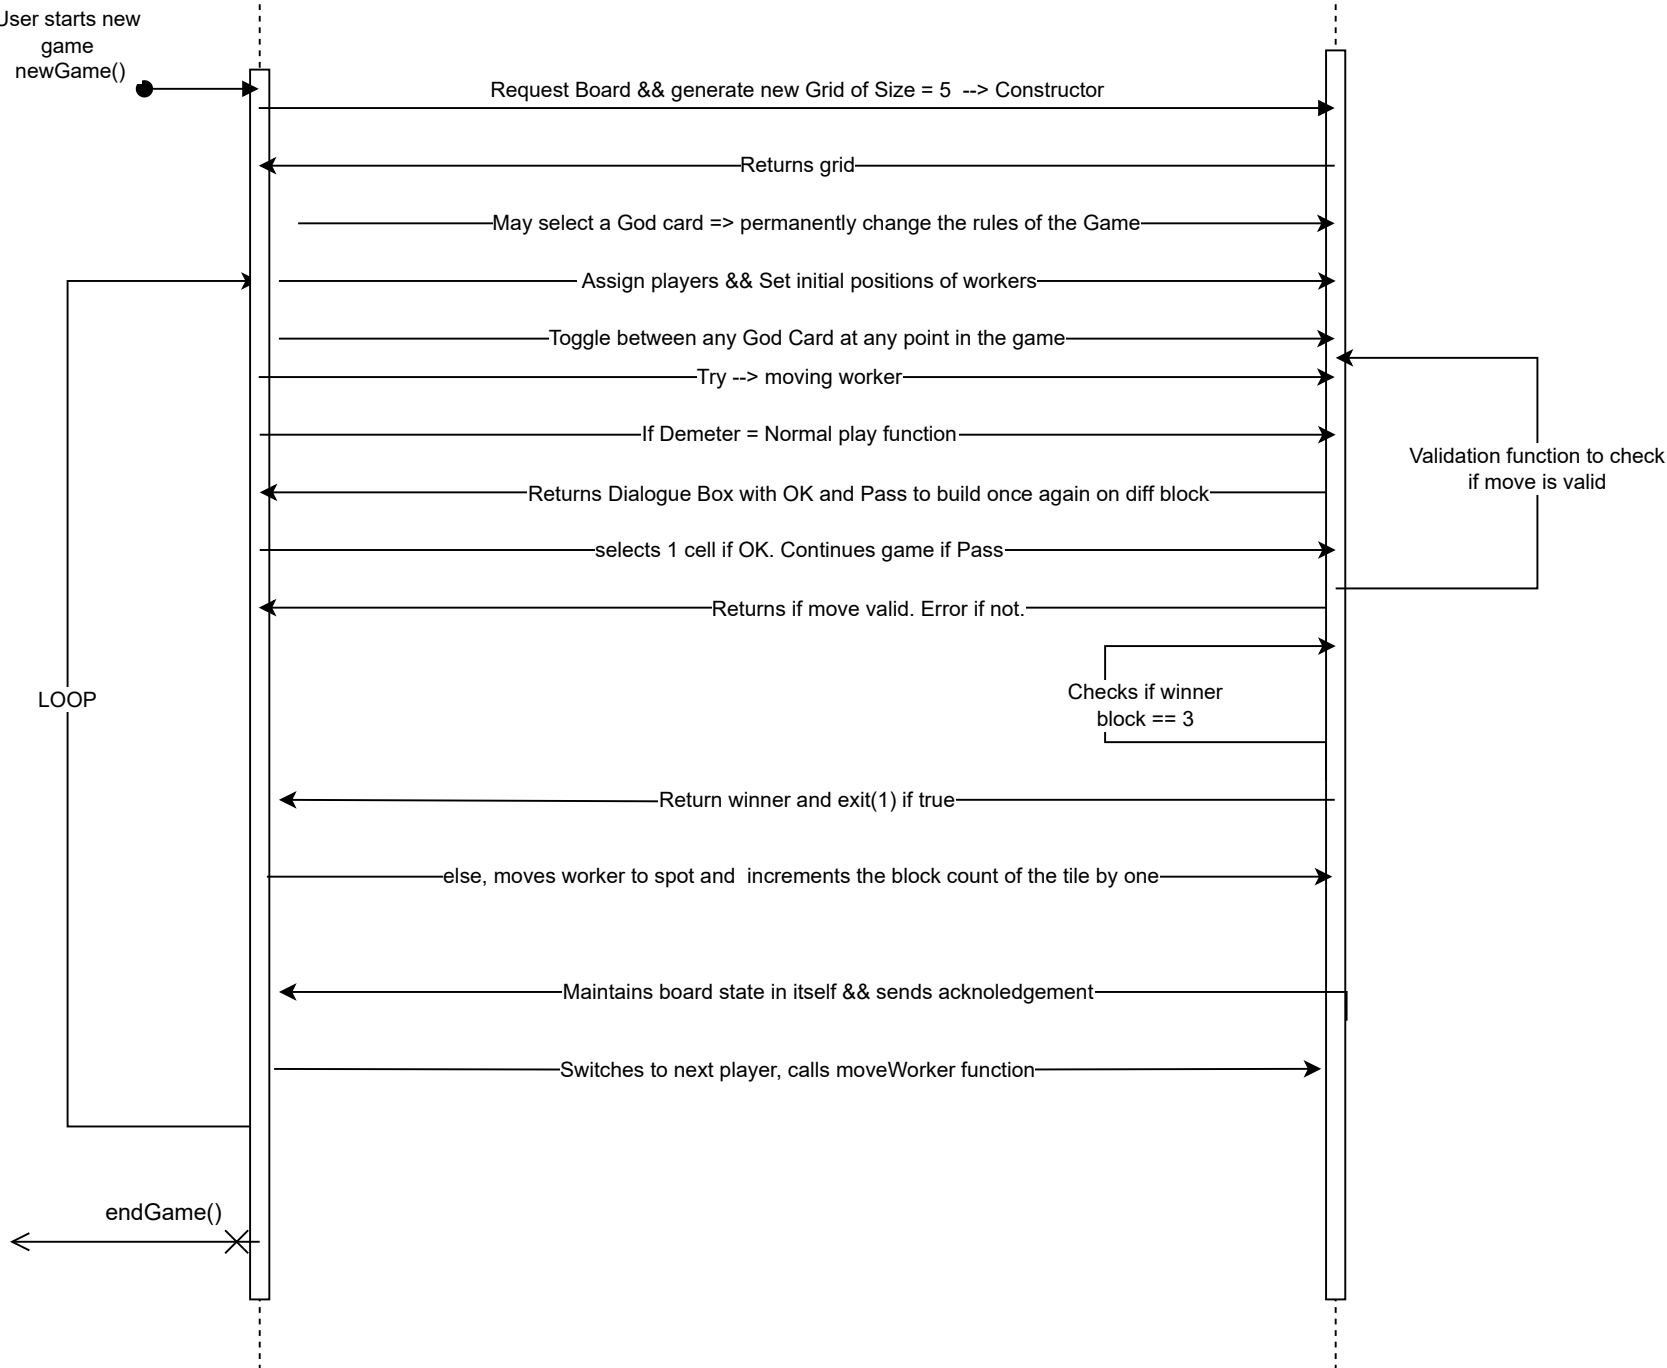 User starts new
game
newGame()
Request Board && generate new Grid of Size = 5  --> Constructor
Returns grid
May select a God card => permanently change the rules of the Game
Assign players && Set initial positions of workers
Toggle between any God Card at any point in the game
Try --> moving worker
If Demeter = Normal play function
Validation function to check
if move is valid
Returns Dialogue Box with OK and Pass to build once again on diff block
selects 1 cell if OK. Continues game if Pass
Returns if move valid. Error if not.
LOOP
Checks if winner
block == 3
Return winner and exit(1) if true
else, moves worker to spot and  increments the block count of the tile by one
Maintains board state in itself && sends acknoledgement
Switches to next player, calls moveWorker function
endGame()